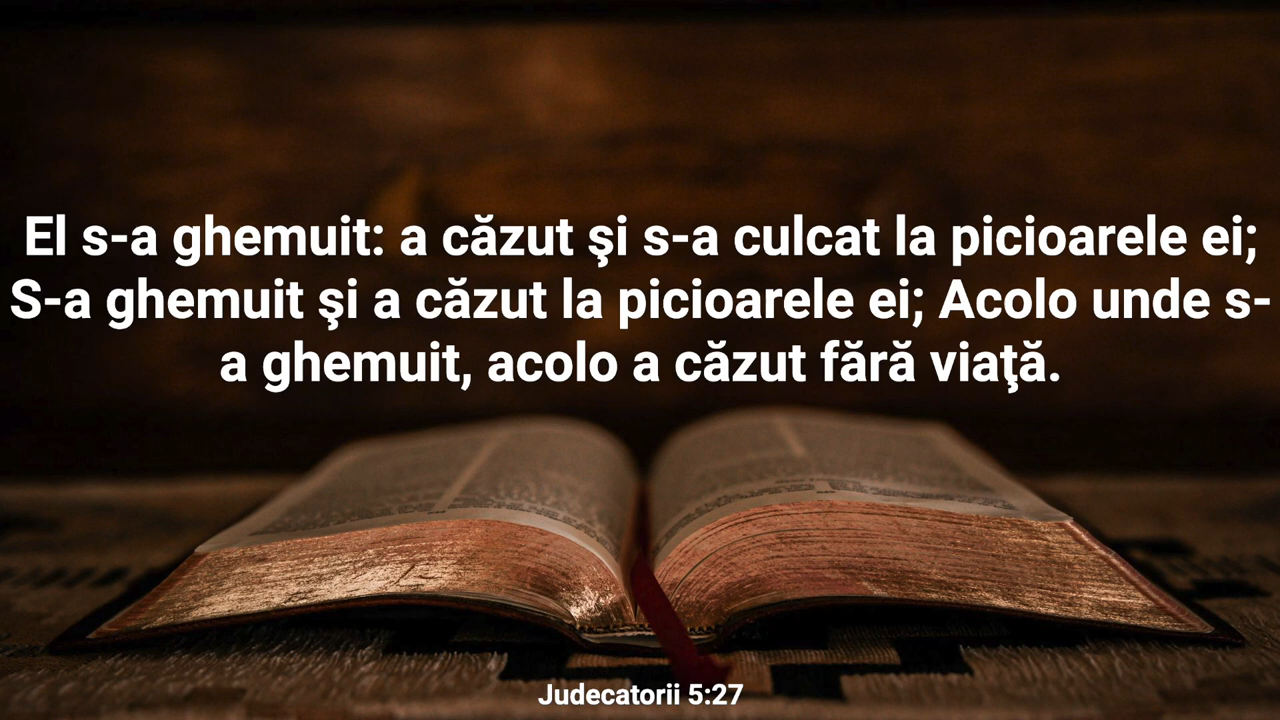 El s-a ghemuit: a căzut şi s-a culcat la picioarele ei;
S-a ghemuit şi a căzut la picioarele ei; Acolo unde s-
a ghemuit, acolo a căzut fără viaţă.
Judecatorii 5:27